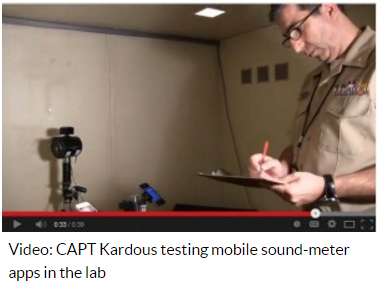 0:33 / 0:39
Video: CAPT Kardous testing mobile sound-meter
apps in the lab